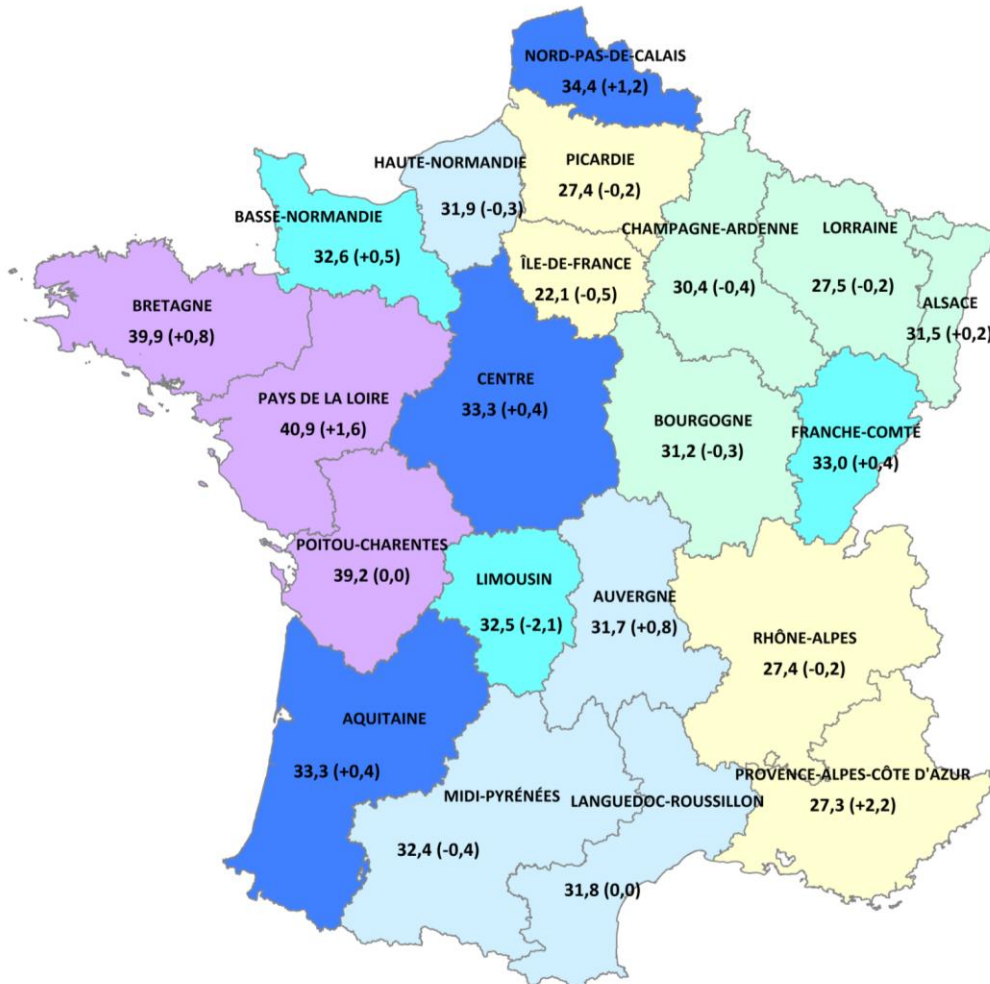 NORD-PAS-DE-CALAIS
34,4 (+1,2)
HAUTE-NORMANDIE
31,9 (-0,3)
PICARDIE
27,4 (-0,2)
BASSE-NORMANDIE
32,6 (+0,5)
ÎLE-DE-FRANCE
22,1 (-0,5)
CHAMPAGNE-ARDENNE
30,4 (-0,4)
LORRAINE
27,5 (-0,2)
ALSACE
31,5 (+0,2)
BRETAGNE
39,9 (+0,8)
PAYS DE LA LOIRE
40,9 (+1,6)
CENTRE
33,3 (+0,4)
BOURGOGNE
31,2 (-0,3)
FRANCHE-COMTÉ
33,0 (+0,4)
POITOU-CHARENTES
39,2 (0,0)
LIMOUSIN
32,5 (-2,1)
AUVERGNE
31,7 (+0,8)
RHÔNE-ALPES
27,4 (-0,2)
AQUITAINE
33,3 (+0,4)
MIDI-PYRÉNÉES
32,4 (-0,4)
LANGUEDOC-ROUSSILLON
31,8 (0,0)
PROVENCE-ALPES-CÔTE D'AZUR
27,3 (+2,2)